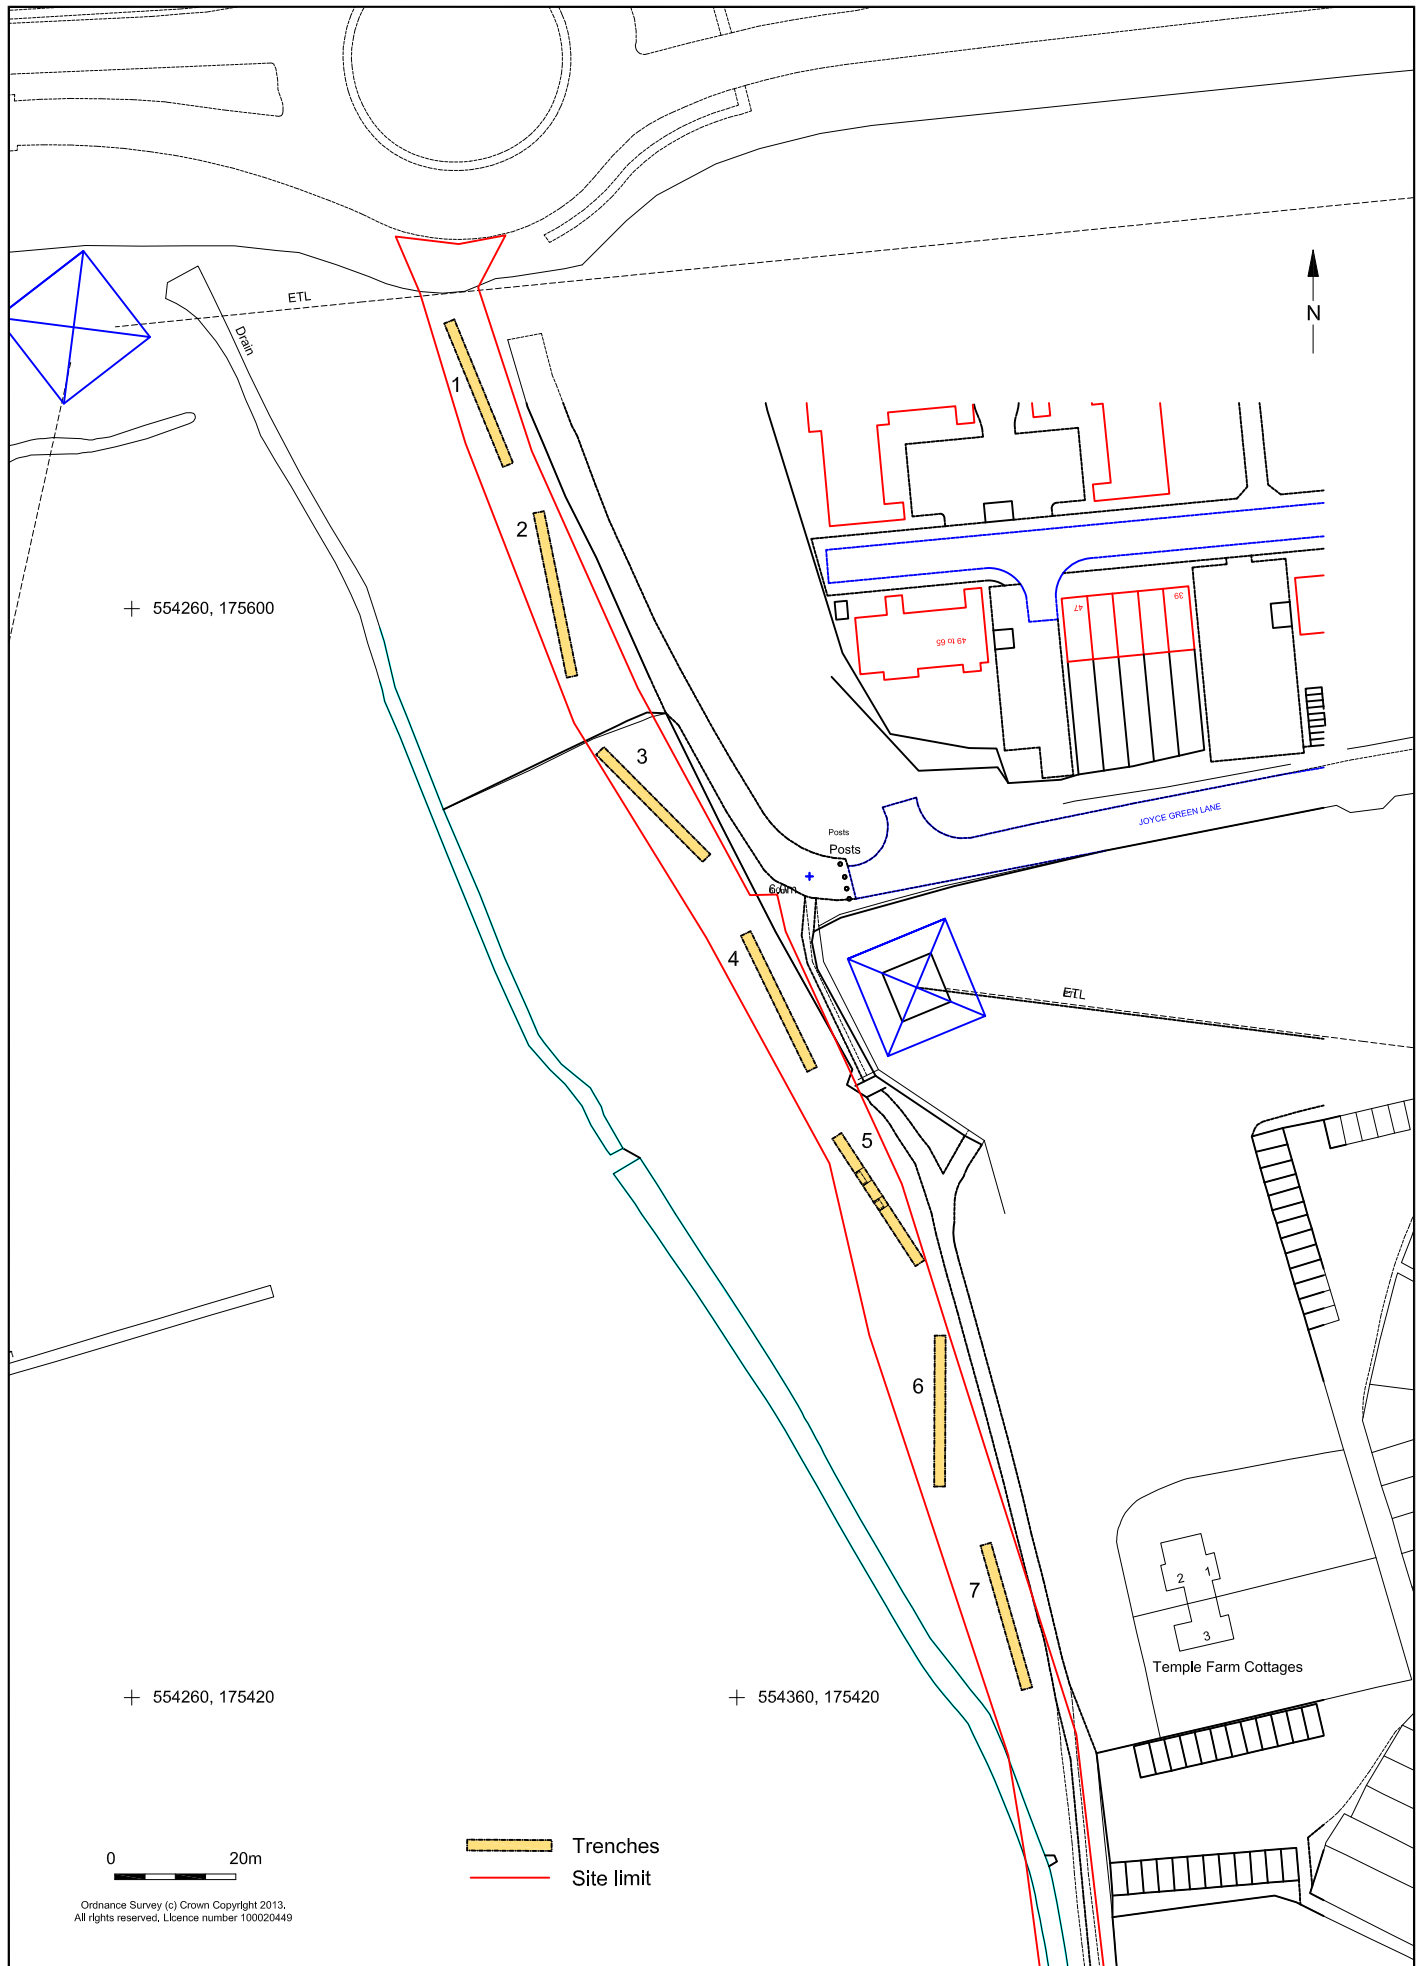 ETL
Drain
N
1
2
554260, 175600
47
39
49 to 65
3
JOYCE GREEN LANE
Posts
Posts
4
ETL
5
6
7
2
1
3
Temple Farm Cottages
554260, 175420
554360, 175420
0 20m
Trenches
Site limit
Ordnance Survey (c) Crown Copyright 2013.
All rights reserved. Licence number 100020449